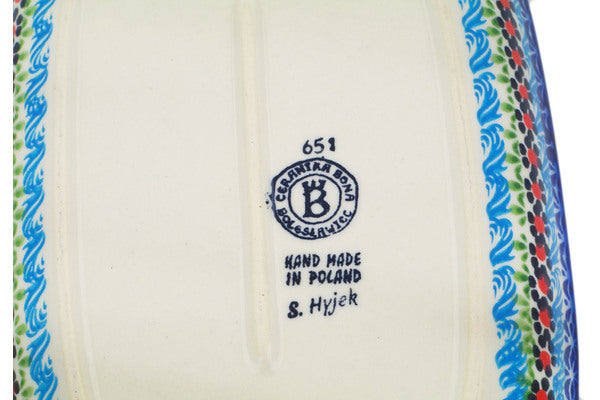 651
CERAMIKA BONA
B
BOLESŁAWIEC
HAND MADE
IN POLAND
S. Hyjek